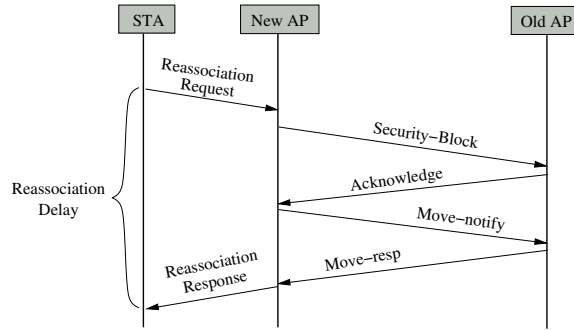 STA
New AP
Old AP
Reassociation
Request
Security-Block
Acknowledge
Reassociation
Delay
Move-notify
Reassociation
Response
Move-resp